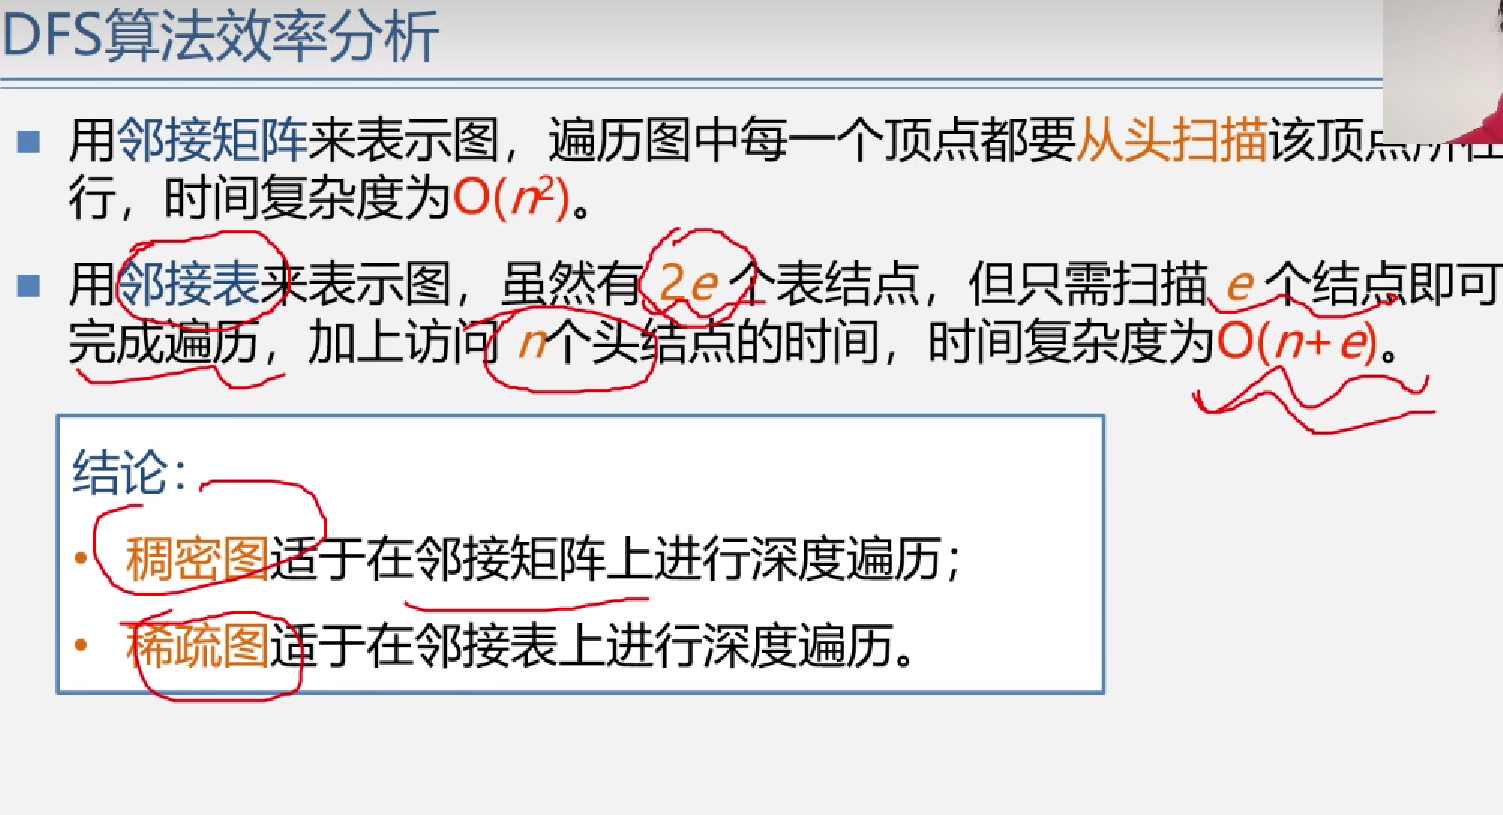 DFS算法效率分析
用邻接矩阵来表示图，遍历图中每一个顶点都要从头扫描该顶点所在
行，时间复杂度为O(n²)。
用邻接表来表示图，虽然有 2e 个表结点，但只需扫描 e 个结点即可
完成遍历，加上访问 n个头结点的时间，时间复杂度为O(n+e)。
结论：
• 稠密图适于在邻接矩阵上进行深度遍历；
• 稀疏图适于在邻接表上进行深度遍历。